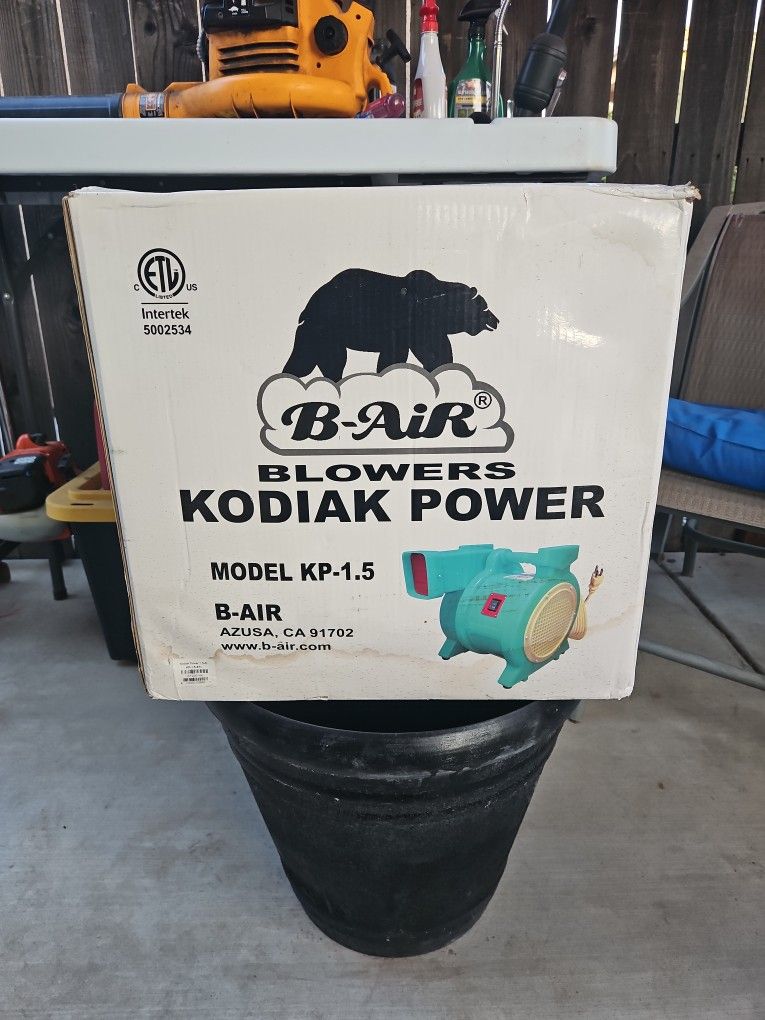 ETL
C US
LISTED
Intertek
5002534
B-AiR®
BLOWERS
KODIAK POWER
MODEL KP-1.5
B-AIR
AZUSA, CA 91702
www.b-air.com